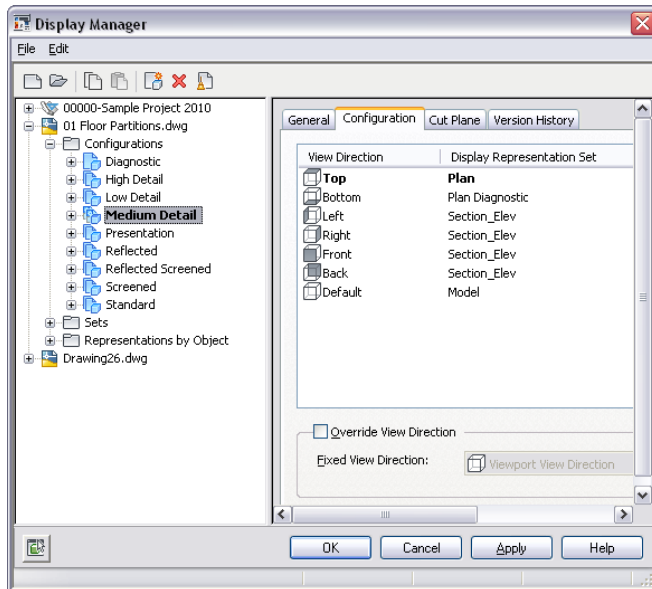 Display Manager
File Edit
00000-Sample Project 2010
01 Floor Partitions.dwg
Configurations
Diagnostic
High Detail
Low Detail
Medium Detail
Presentation
Reflected
Reflected Screened
Screened
Standard
Sets
Representations by Object
Drawing26.dwg
General Configuration Cut Plane Version History
View Direction Display Representation Set
Top Plan
Bottom Plan Diagnostic
Left Section_Elev
Right Section_Elev
Front Section_Elev
Back Section_Elev
Default Model
Override View Direction
Fixed View Direction: Viewport View Direction
OK Cancel Apply Help